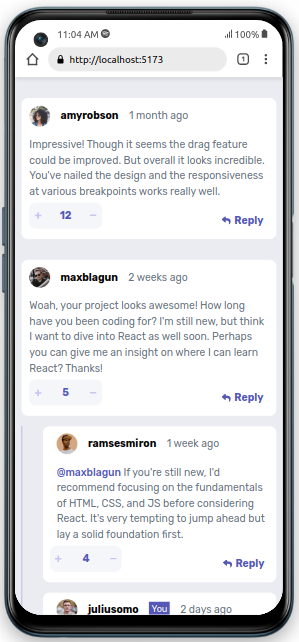 11:04 AM
100%
http://localhost:5173
1
amyrobson 1 month ago
Impressive! Though it seems the drag feature
could be improved. But overall it looks incredible.
You've nailed the design and the responsiveness
at various breakpoints works really well.
+ 12 −
Reply
maxblagun 2 weeks ago
Woah, your project looks awesome! How long
have you been coding for? I'm still new, but think
I want to dive into React as well soon. Perhaps
you can give me an insight on where I can learn
React? Thanks!
+ 5 −
Reply
ramsesmiron 1 week ago
@maxblagun If you're still new, I'd
recommend focusing on the fundamentals
of HTML, CSS, and JS before considering
React. It's very tempting to jump ahead but
lay a solid foundation first.
+ 4 −
Reply
juliusomo You 2 days ago